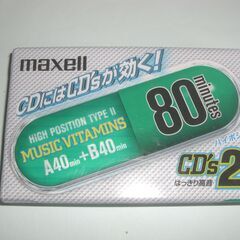 maxell
CDにはCD'sが効く!
HIGH POSITION TYPE II
MUSIC VITAMINS
A40min+B40min
80 minutes
ハイポジ
CD's 2
はっきり高音